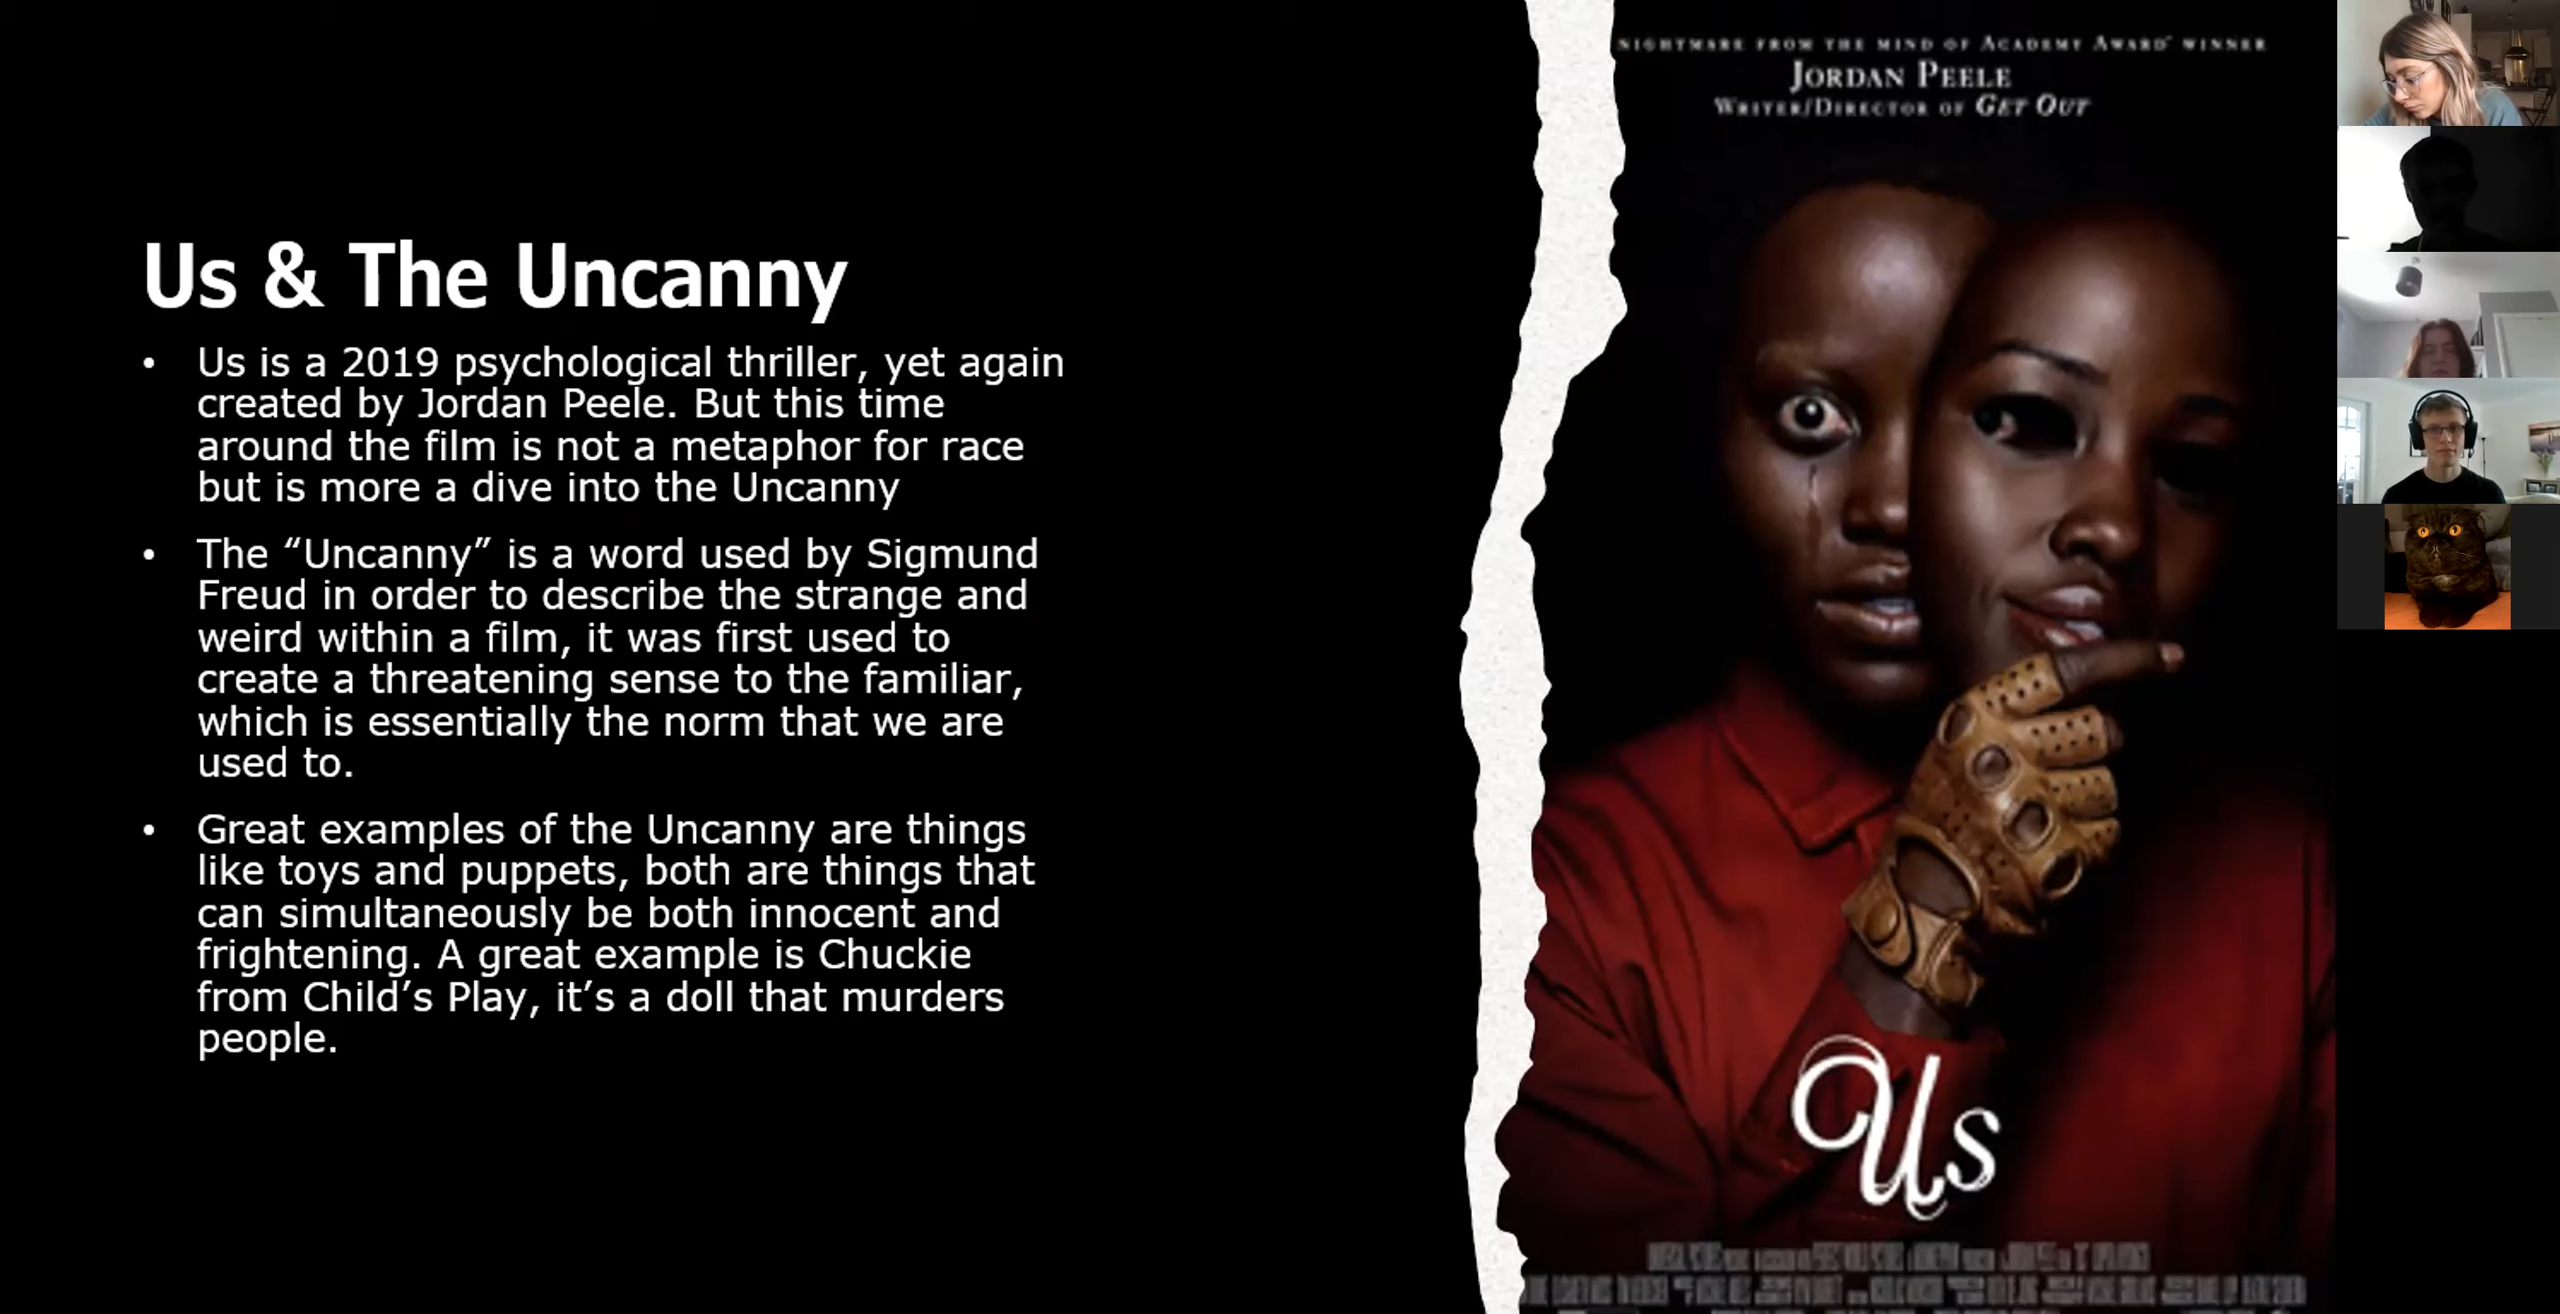 Us & The Uncanny
• Us is a 2019 psychological thriller, yet again
created by Jordan Peele. But this time
around the film is not a metaphor for race
but is more a dive into the Uncanny
• The “Uncanny” is a word used by Sigmund
Freud in order to describe the strange and
weird within a film, it was first used to
create a threatening sense to the familiar,
which is essentially the norm that we are
used to.
• Great examples of the Uncanny are things
like toys and puppets, both are things that
can simultaneously be both innocent and
frightening. A great example is Chuckie
from Child’s Play, it’s a doll that murders
people.
NIGHTMARE FROM THE MIND OF ACADEMY AWARD® WINNER
JORDAN PEELE
WRITER/DIRECTOR OF GET OUT
Us